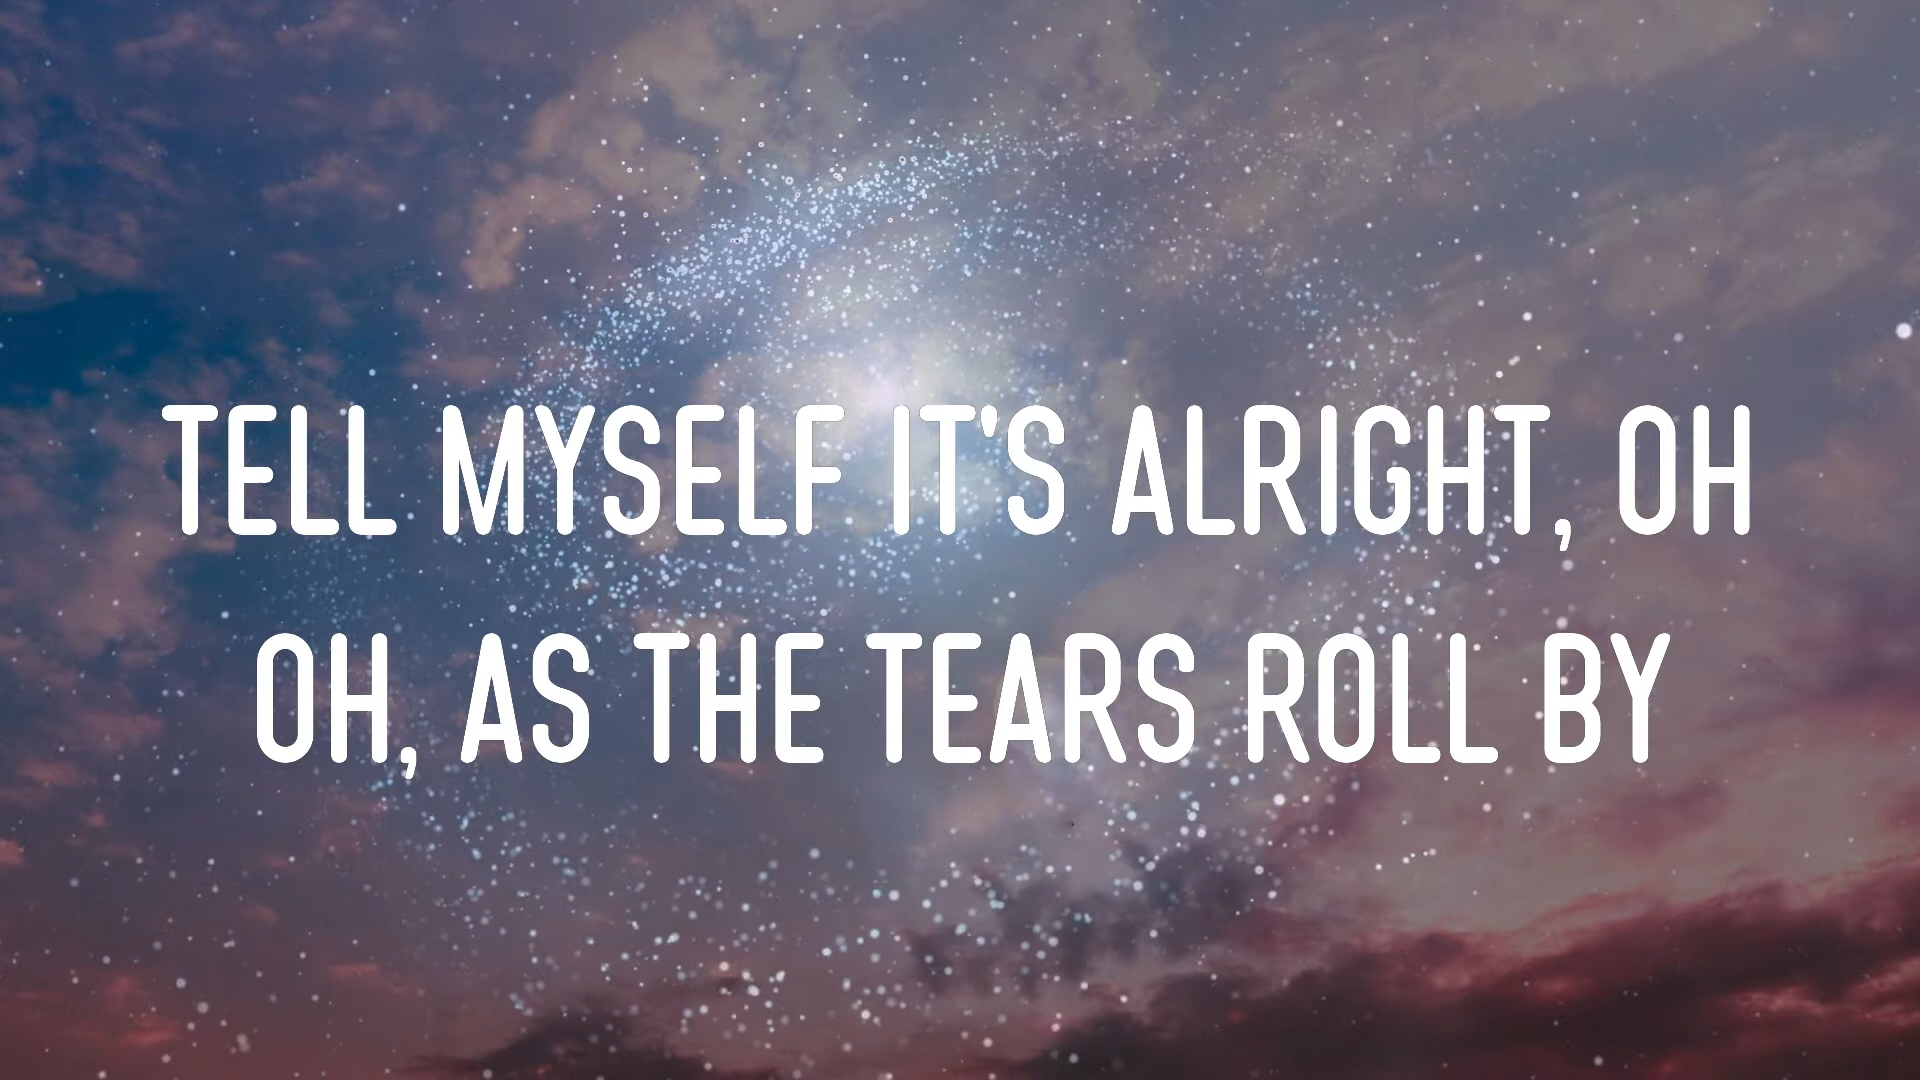 TELL MYSELF IT'S ALRIGHT, OH
OH, AS THE TEARS ROLL BY